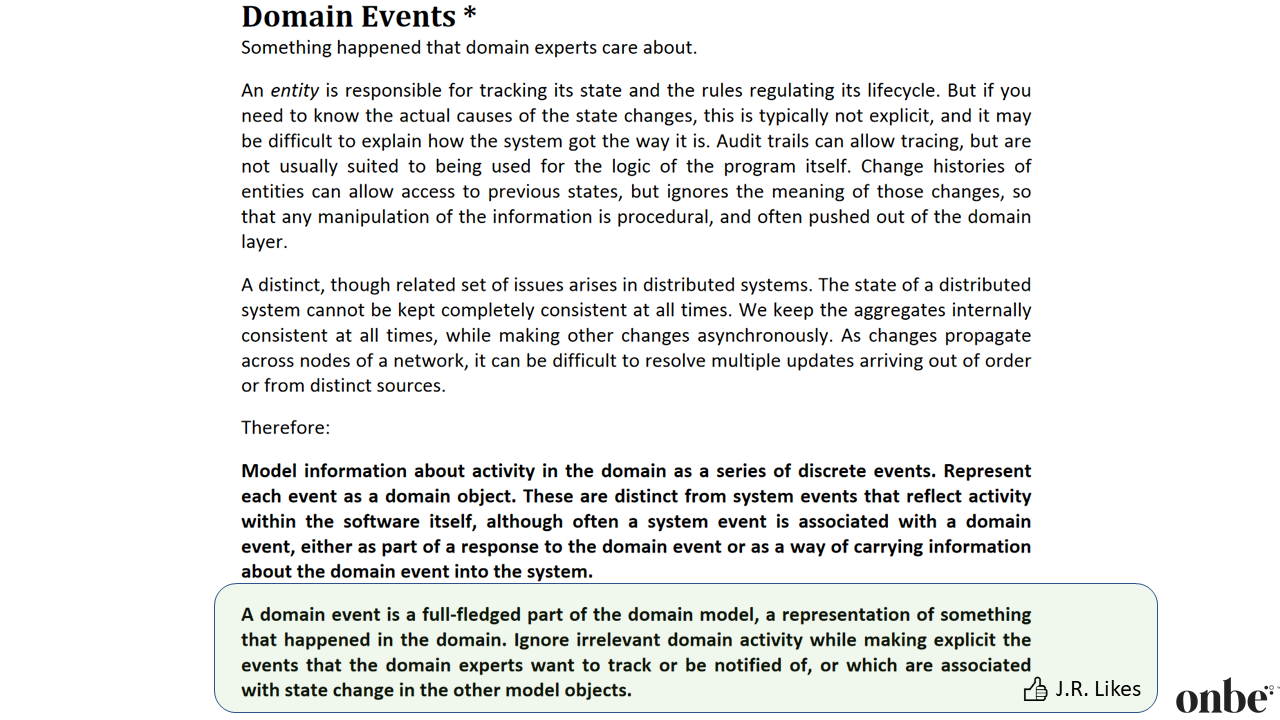 Domain Events *
Something happened that domain experts care about.
An entity is responsible for tracking its state and the rules regulating its lifecycle. But if you
need to know the actual causes of the state changes, this is typically not explicit, and it may
be difficult to explain how the system got the way it is. Audit trails can allow tracing, but are
not usually suited to being used for the logic of the program itself. Change histories of
entities can allow access to previous states, but ignores the meaning of those changes, so
that any manipulation of the information is procedural, and often pushed out of the domain
layer.
A distinct, though related set of issues arises in distributed systems. The state of a distributed
system cannot be kept completely consistent at all times. We keep the aggregates internally
consistent at all times, while making other changes asynchronously. As changes propagate
across nodes of a network, it can be difficult to resolve multiple updates arriving out of order
or from distinct sources.
Therefore:
Model information about activity in the domain as a series of discrete events. Represent
each event as a domain object. These are distinct from system events that reflect activity
within the software itself, although often a system event is associated with a domain
event, either as part of a response to the domain event or as a way of carrying information
about the domain event into the system.
A domain event is a full-fledged part of the domain model, a representation of something
that happened in the domain. Ignore irrelevant domain activity while making explicit the
events that the domain experts want to track or be notified of, or which are associated
with state change in the other model objects.
J.R. Likes
onbe